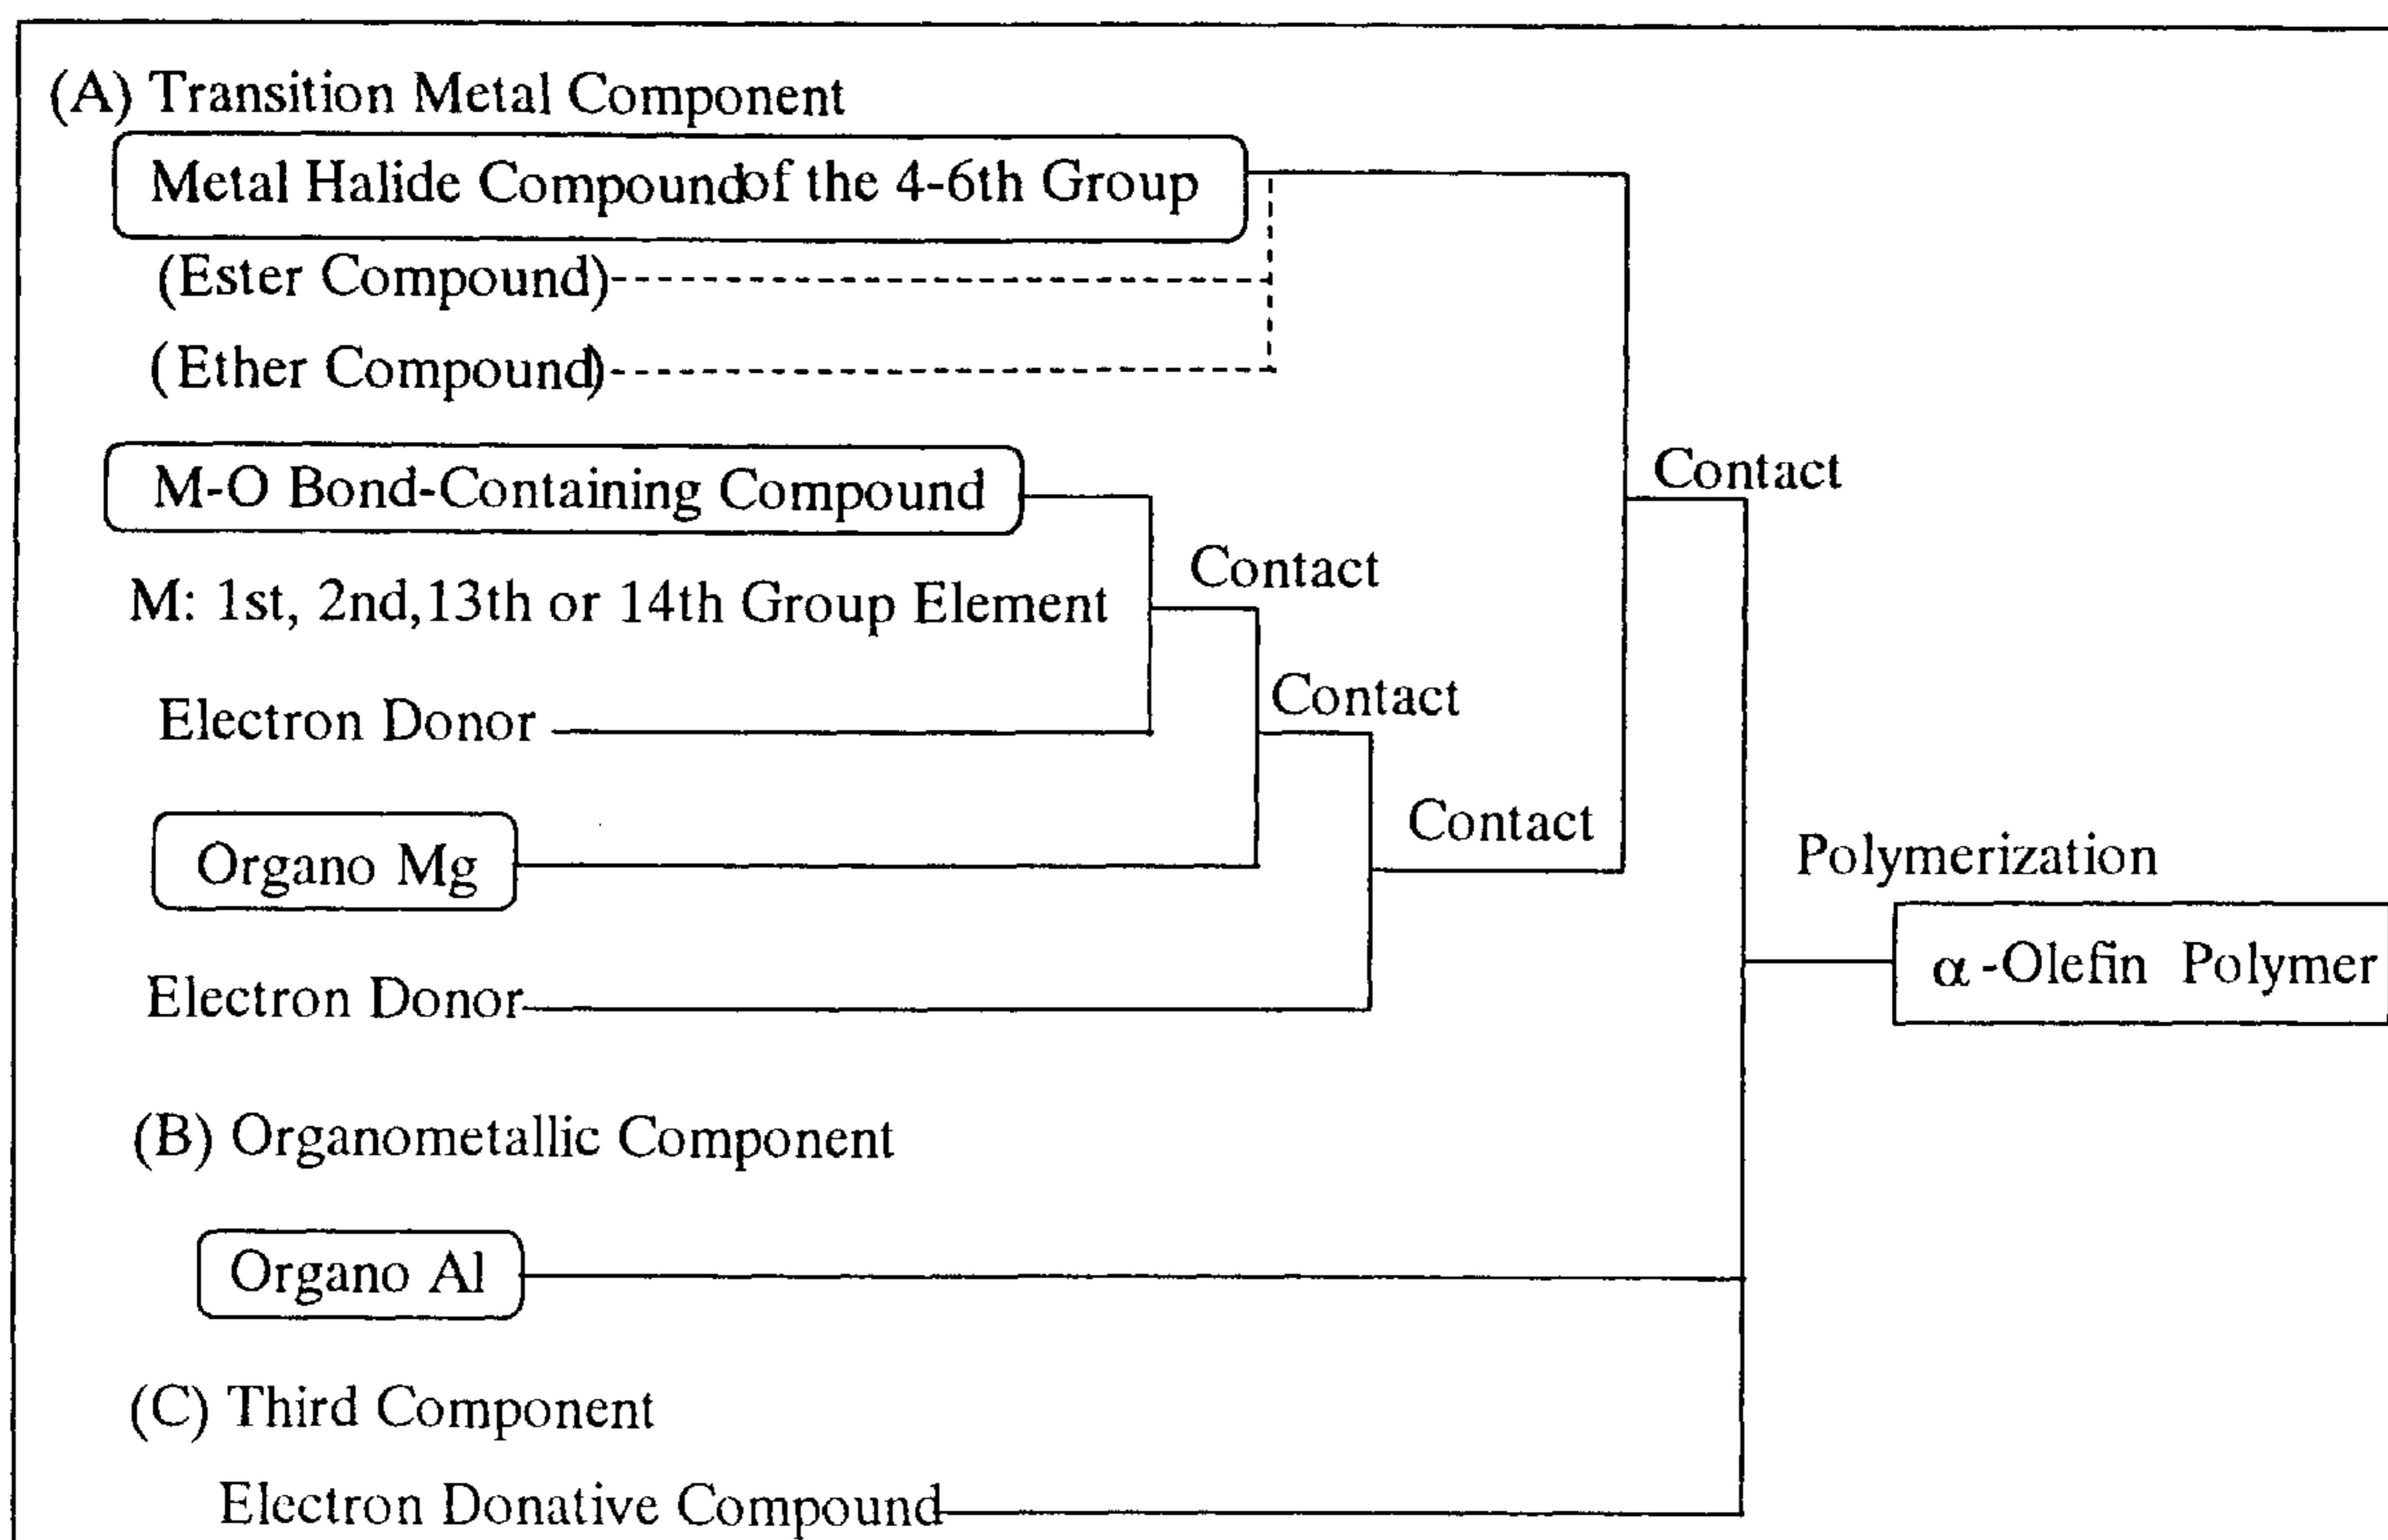 (A) Transition Metal Component
Metal Halide Compound of the 4-6th Group
(Ester Compound)
(Ether Compound)
Contact
M-O Bond-Containing Compound
Contact
M: 1st, 2nd, 13th or 14th Group Element
Contact
Electron Donor
Contact
Organo Mg
Polymerization
α-Olefin Polymer
Electron Donor
(B) Organometallic Component
Organo Al
(C) Third Component
Electron Donative Compound